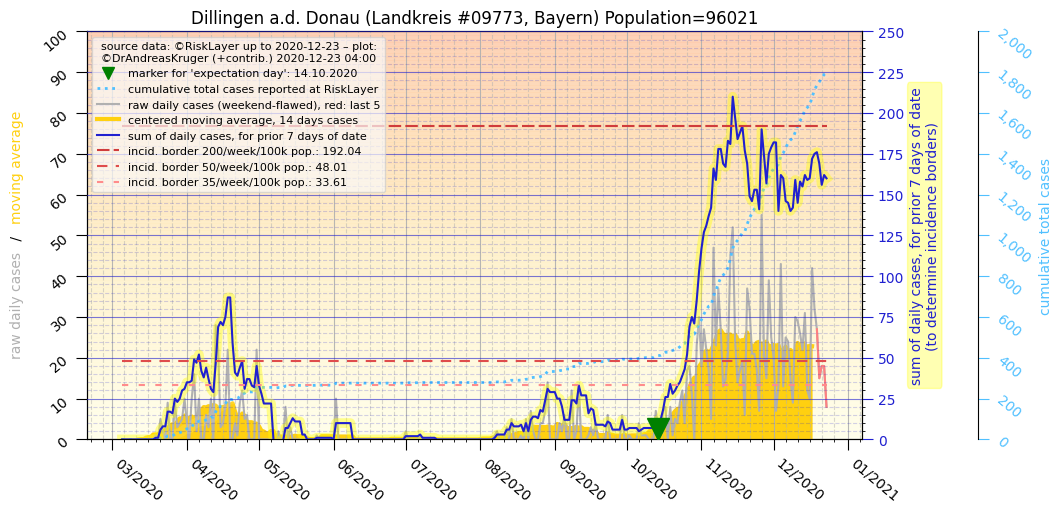 Dillingen a.d. Donau (Landkreis #09773, Bayern) Population=96021
source data: ©RiskLayer up to 2020-12-23 – plot:
©DrAndreasKruger (+contrib.) 2020-12-23 04:00
marker for 'expectation day': 14.10.2020
cumulative total cases reported at RiskLayer
raw daily cases (weekend-flawed), red: last 5
centered moving average, 14 days cases
sum of daily cases, for prior 7 days of date
incid. border 200/week/100k pop.: 192.04
incid. border 50/week/100k pop.: 48.01
incid. border 35/week/100k pop.: 33.61
raw daily cases / moving average
100
90
80
70
60
50
40
30
20
10
0
03/2020
04/2020
05/2020
06/2020
07/2020
08/2020
09/2020
10/2020
11/2020
12/2020
01/2021
250
225
200
175
150
125
100
75
50
25
0
sum of daily cases, for prior 7 days of date
(to determine incidence borders)
2,000
1,800
1,600
1,400
1,200
1,000
800
600
400
200
0
cumulative total cases